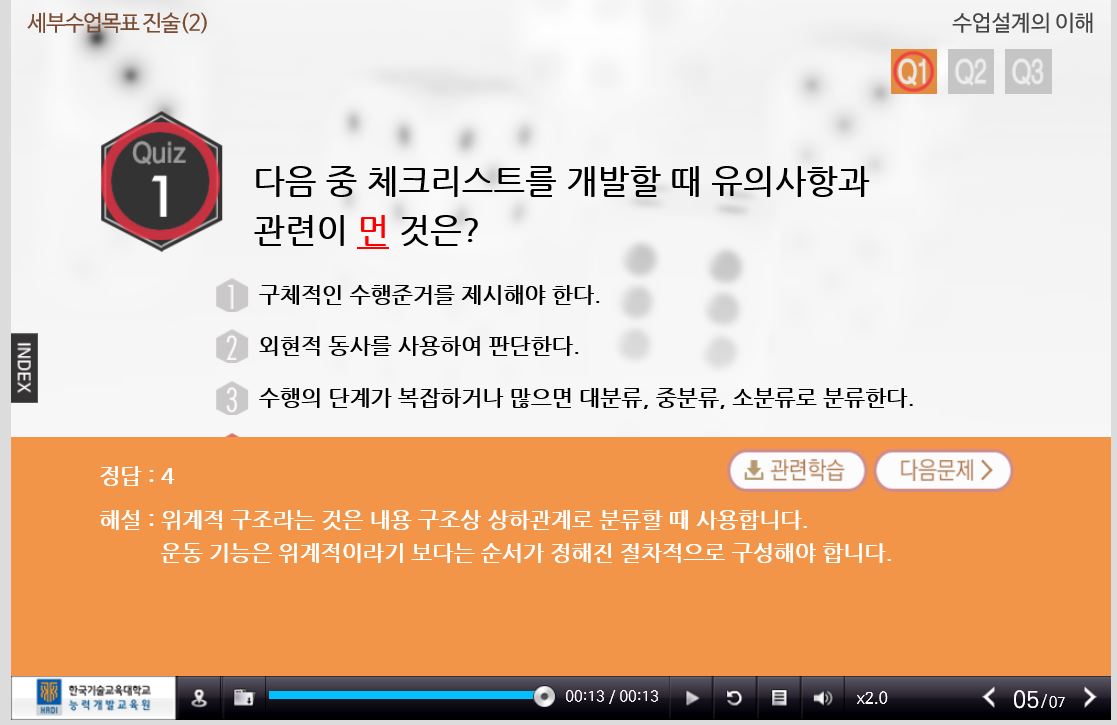 세부수업목표 진술(2)
수업설계의 이해
Q1 Q2 Q3
Quiz
1
다음 중 체크리스트를 개발할 때 유의사항과
관련이 먼 것은?
1 구체적인 수행준거를 제시해야 한다.
2 외현적 동사를 사용하여 판단한다.
3 수행의 단계가 복잡하거나 많으면 대분류, 중분류, 소분류로 분류한다.
INDEX
정답 : 4
관련학습
다음문제 >
해설 : 위계적 구조라는 것은 내용 구조상 상하관계로 분류할 때 사용합니다.
운동 기능은 위계적이라기 보다는 순서가 정해진 절차적으로 구성해야 합니다.
HRDI
한국기술교육대학교
능력개발교육원
00:13 / 00:13
x2.0
05/07